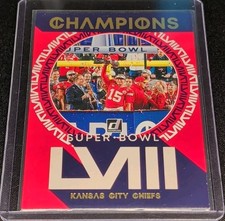 CHAMPIONS
SUPER BOWL
15
SUPER BOWL
LVIII
KANSAS CITY CHIEFS